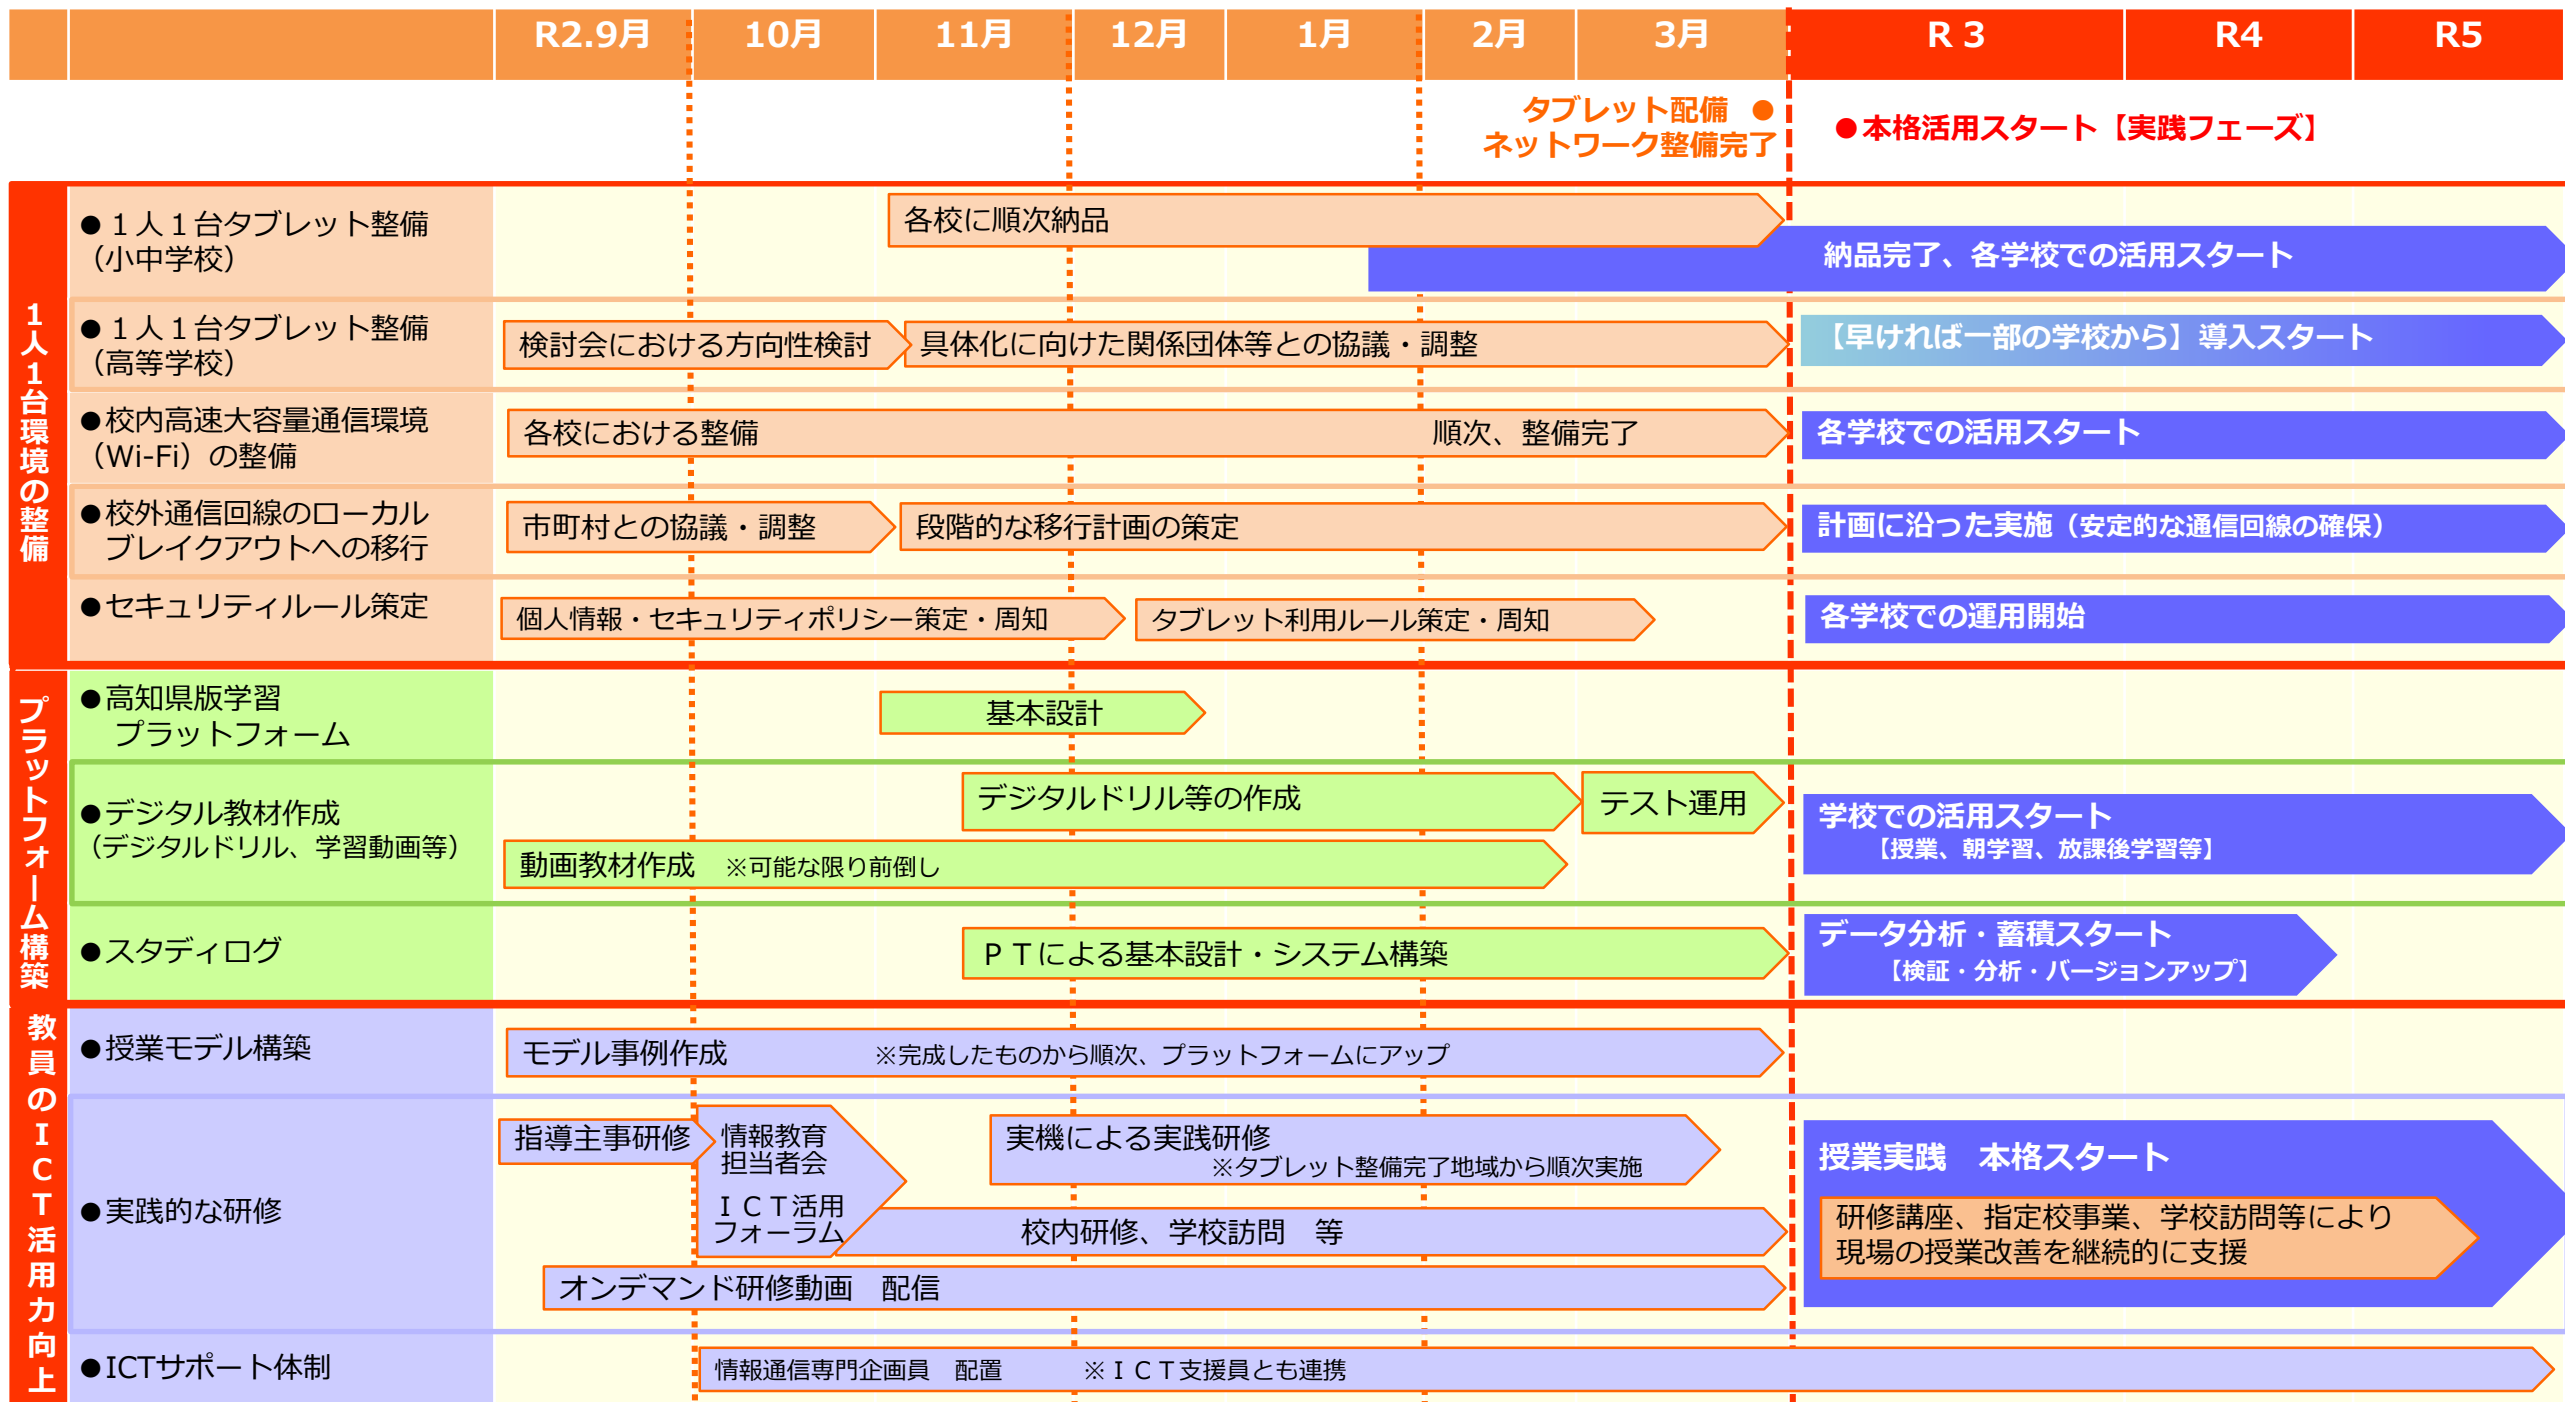 R2.9月 10月 11月 12月 1月 2月 3月 R 3 R4 R5
タブレット配備 ●
ネットワーク整備完了
●本格活用スタート【実践フェーズ】
1人1台環境の整備
●１人１台タブレット整備
（小中学校）
各校に順次納品
納品完了、各学校での活用スタート
●１人１台タブレット整備
（高等学校）
検討会における方向性検討
具体化に向けた関係団体等との協議・調整
【早ければ一部の学校から】導入スタート
●校内高速大容量通信環境
（Wi-Fi）の整備
各校における整備
順次、整備完了
各学校での活用スタート
●校外通信回線のローカル
ブレイクアウトへの移行
市町村との協議・調整
段階的な移行計画の策定
計画に沿った実施（安定的な通信回線の確保）
●セキュリティルール策定
個人情報・セキュリティポリシー策定・周知
タブレット利用ルール策定・周知
各学校での運用開始
プラットフォーム構築
●高知県版学習
プラットフォーム
基本設計
●デジタル教材作成
（デジタルドリル、学習動画等）
デジタルドリル等の作成
テスト運用
動画教材作成 ※可能な限り前倒し
学校での活用スタート
【授業、朝学習、放課後学習等】
●スタディログ
ＰＴによる基本設計・システム構築
データ分析・蓄積スタート
【検証・分析・バージョンアップ】
教員のＩＣＴ活用力向上
●授業モデル構築
モデル事例作成 ※完成したものから順次、プラットフォームにアップ
●実践的な研修
指導主事研修
情報教育
担当者会
ＩＣＴ活用
フォーラム
実機による実践研修
※タブレット整備完了地域から順次実施
校内研修、学校訪問　等
オンデマンド研修動画　配信
授業実践　本格スタート
研修講座、指定校事業、学校訪問等により
現場の授業改善を継続的に支援
●ICTサポート体制
情報通信専門企画員　配置 ※ＩＣＴ支援員とも連携